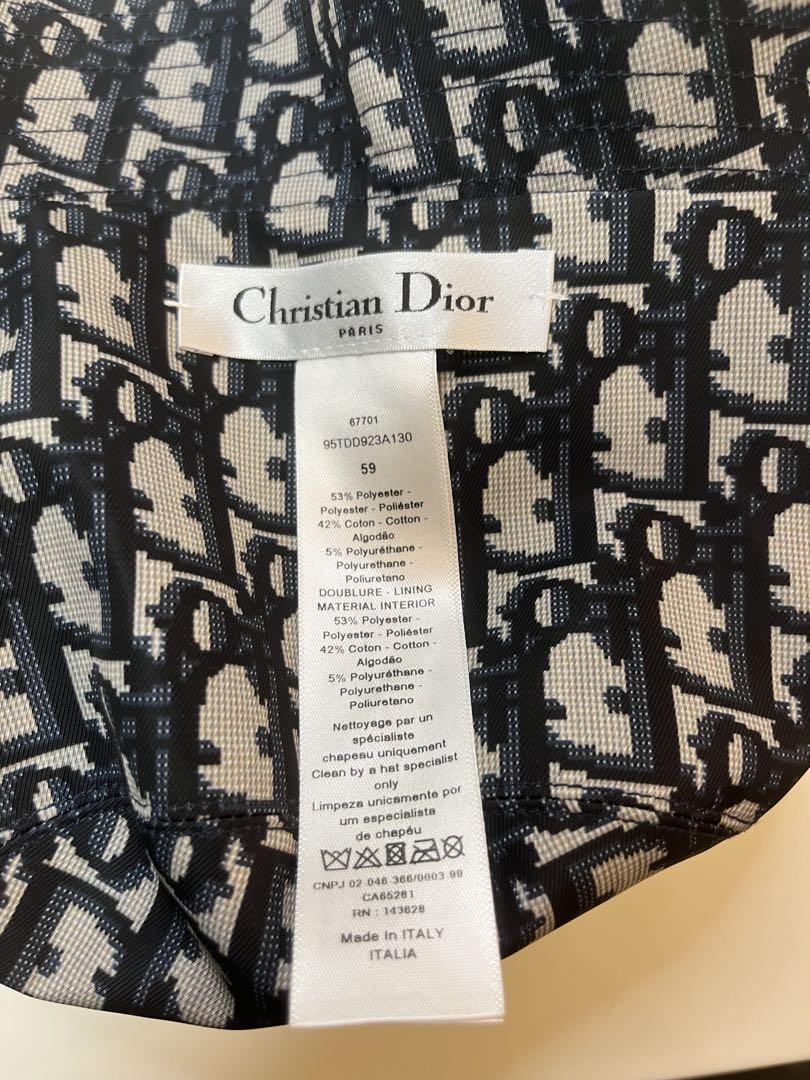 Christian Dior
PARIS
67701
95TDD923A130
59
53% Polyester -
Polyester - Poliéster
42% Coton - Cotton -
Algodão
5% Polyuréthane -
Polyurethane -
Poliuretano
DOUBLURE - LINING
MATERIAL INTERIOR
53% Polyester -
Polyester - Poliéster
42% Coton - Cotton -
Algodão
5% Polyuréthane -
Polyurethane -
Poliuretano
Nettoyage par un
spécialiste
chapeau uniquement
Clean by a hat specialist
only
Limpeza unicamente por
um especialista
de chapéu
CNPJ 02-046-366/0003-99
CA65261
RN : 143628
Made in ITALY
ITALIA